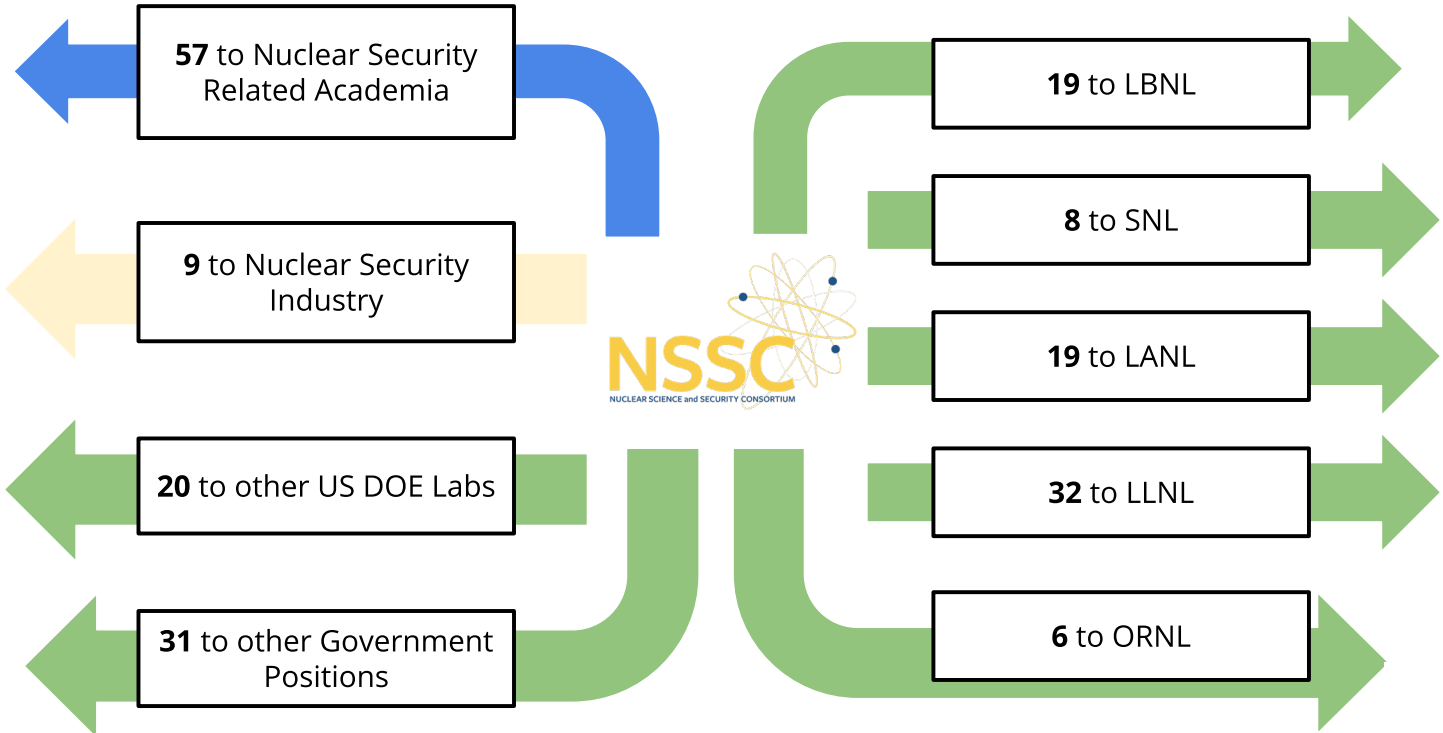 57 to Nuclear Security
Related Academia
9 to Nuclear Security
Industry
20 to other US DOE Labs
31 to other Government
Positions
NSSC
NUCLEAR SCIENCE and SECURITY CONSORTIUM
19 to LBNL
8 to SNL
19 to LANL
32 to LLNL
6 to ORNL